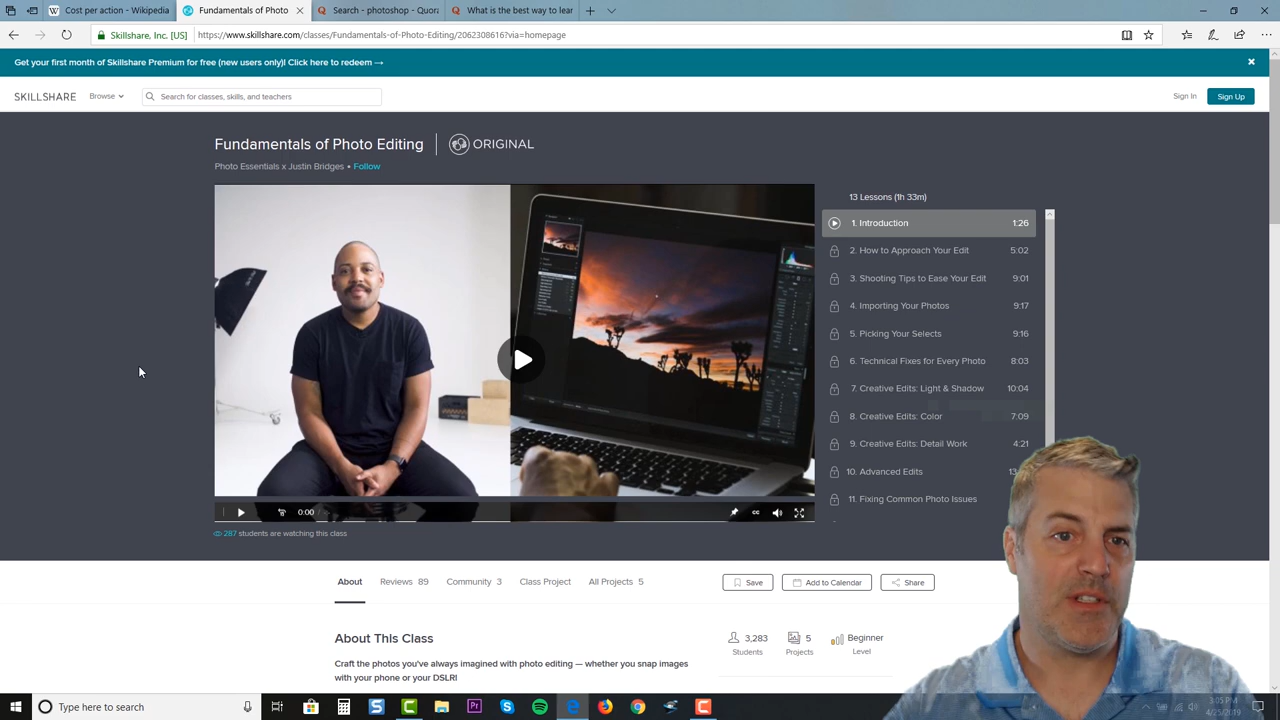 Cost per action - Wikipedia
Fundamentals of Photo
Search - photoshop - Quora
What is the best way to lear
Skillshare, Inc. [US]
https://www.skillshare.com/classes/Fundamentals-of-Photo-Editing/2062308616?via=homepage
Get your first month of Skillshare Premium for free (new users only)! Click here to redeem →
SKILLSHARE
Browse
Search for classes, skills, and teachers
Sign In
Sign Up
Fundamentals of Photo Editing
ORIGINAL
Photo Essentials x Justin Bridges • Follow
13 Lessons (1h 33m)
1. Introduction 1:26
2. How to Approach Your Edit 5:02
3. Shooting Tips to Ease Your Edit 9:01
4. Importing Your Photos 9:17
5. Picking Your Selects 9:16
6. Technical Fixes for Every Photo 8:03
7. Creative Edits: Light & Shadow 10:04
8. Creative Edits: Color 7:09
9. Creative Edits: Detail Work 4:21
10. Advanced Edits 13
11. Fixing Common Photo Issues
0:00 /
CC
287 students are watching this class
About
Reviews 89
Community 3
Class Project
All Projects 5
Save
Add to Calendar
Share
About This Class
3,283
Students
5
Projects
Beginner
Level
Craft the photos you've always imagined with photo editing — whether you snap images
with your phone or your DSLR!
Type here to search
3:05 PM
4/25/2019